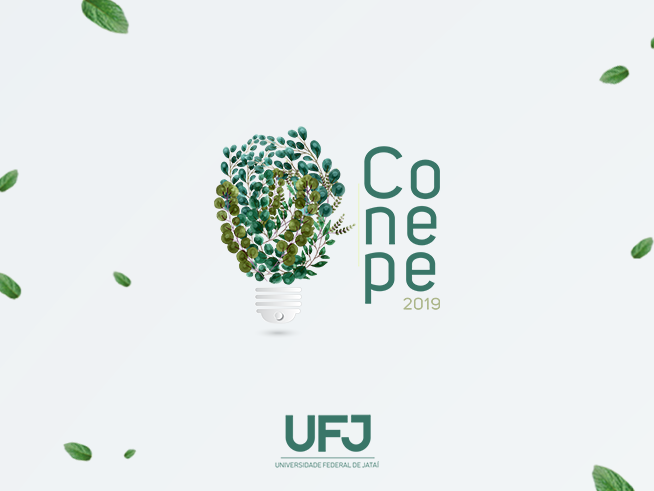 Co
ne
pe
2019
UFJ
UNIVERSIDADE FEDERAL DE JATAÍ